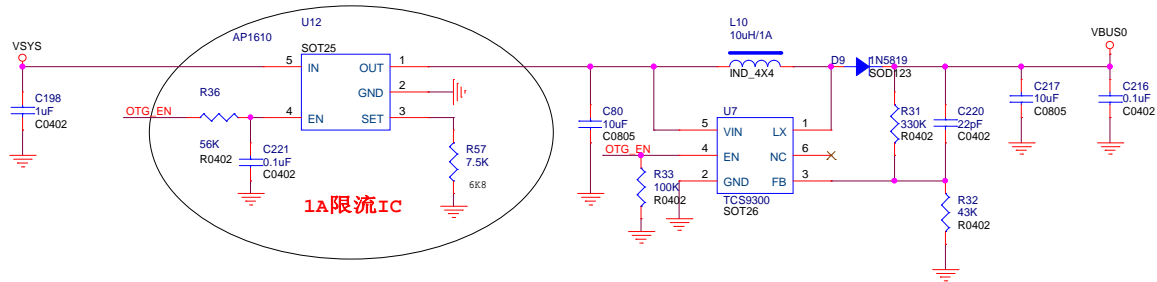 VSYS
C198
1uF
C0402
OTG_EN
R36
56K
R0402
C221
0.1uF
C0402
AP1610
U12
SOT25
5
IN
OUT
1
GND
2
4
EN
SET
3
R57
7.5K
6K8
1A限流IC
C80
10uF
C0805
OTG_EN
R33
100K
R0402
L10
10uH/1A
IND_4X4
U7
5
VIN
LX
1
4
EN
NC
6
2
GND
FB
3
TCS9300
SOT26
D9
1N5819
SOD123
R31
330K
R0402
C220
22pF
C0402
R32
43K
R0402
C217
10uF
C0805
VBUS0
C216
0.1uF
C0402